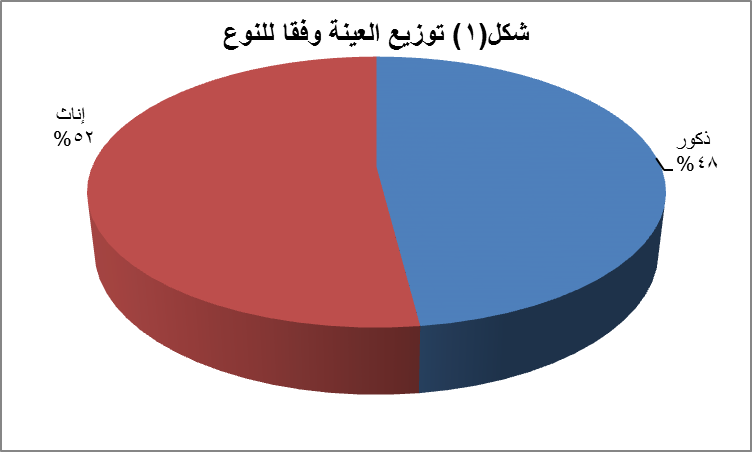 شكل(١) توزيع العينة وفقا للنوع
ذكور
٤٨%
إناث
٥٢%